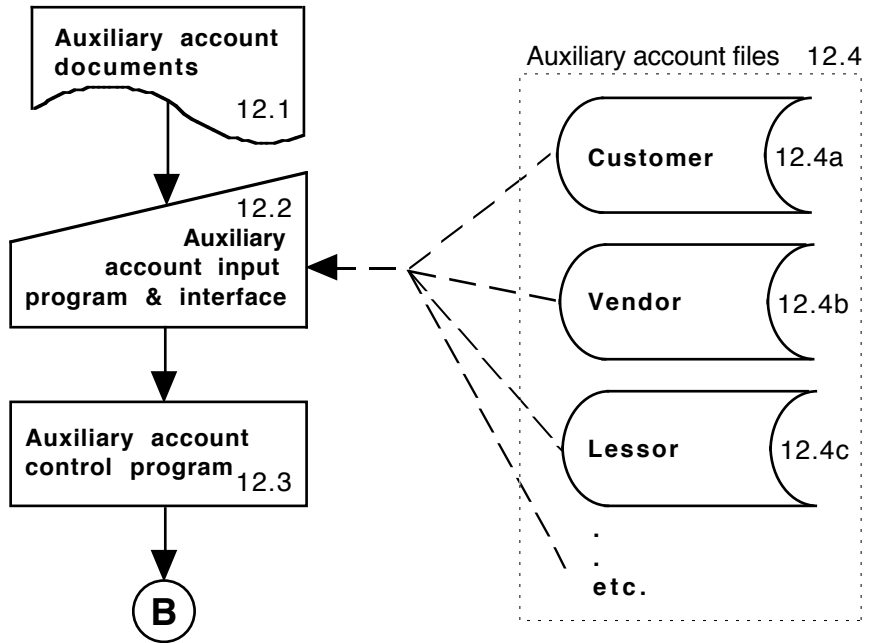 Auxiliary account
documents
12.1
12.2
Auxiliary
account input
program & interface
Auxiliary account
control program
12.3
B
Auxiliary account files 12.4
Customer
12.4a
Vendor
12.4b
Lessor
12.4c
.
.
etc.